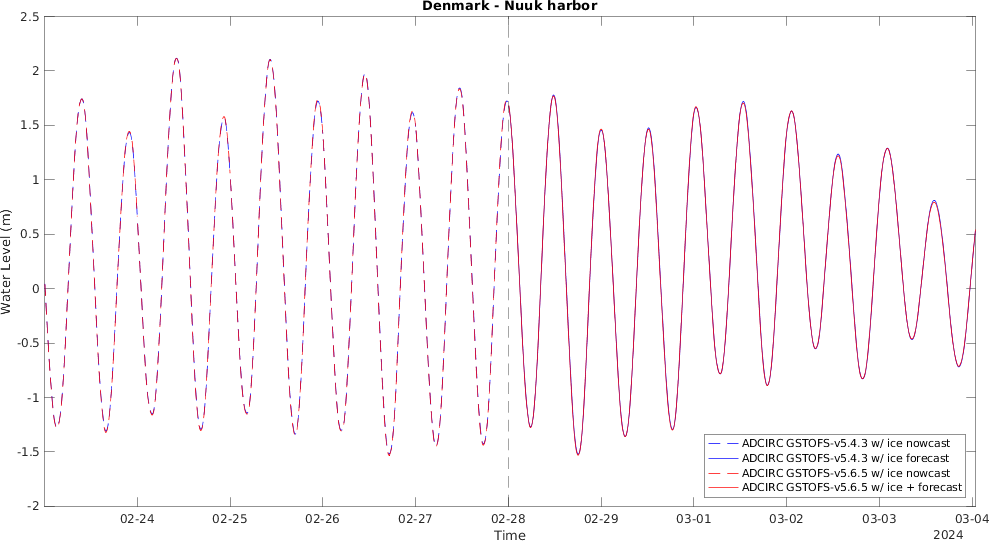 Denmark - Nuuk harbor
2.5
2
1.5
1
0.5
0
-0.5
-1
-1.5
-2
Water Level (m)
ADCIRC GSTOFS-v5.4.3 w/ ice nowcast
ADCIRC GSTOFS-v5.4.3 w/ ice forecast
ADCIRC GSTOFS-v5.6.5 w/ ice nowcast
ADCIRC GSTOFS-v5.6.5 w/ ice + forecast
02-24 02-25 02-26 02-27 02-28 02-29 03-01 03-02 03-03 03-04
Time
2024